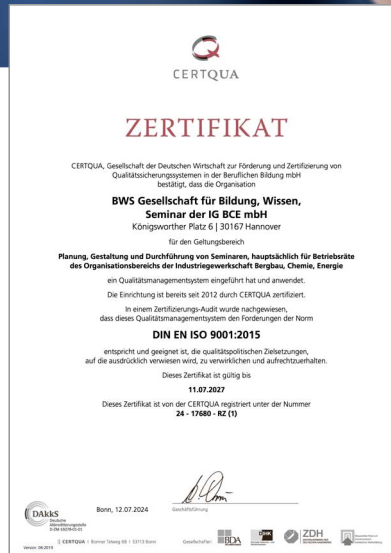 CERTQUA
ZERTIFIKAT
CERTQUA, Gesellschaft der Deutschen Wirtschaft zur Förderung und Zertifizierung von
Qualitätssicherungssystemen in der Beruflichen Bildung mbH
bestätigt, dass die Organisation
BWS Gesellschaft für Bildung, Wissen,
Seminar der IG BCE mbH
Königsworther Platz 6 | 30167 Hannover
für den Geltungsbereich
Planung, Gestaltung und Durchführung von Seminaren, hauptsächlich für Betriebsräte
des Organisationsbereichs der Industriegewerkschaft Bergbau, Chemie, Energie
ein Qualitätsmanagementsystem eingeführt hat und anwendet.
Die Einrichtung ist bereits seit 2012 durch CERTQUA zertifiziert.
In einem Zertifizierungs-Audit wurde nachgewiesen,
dass dieses Qualitätsmanagementsystem den Forderungen der Norm
DIN EN ISO 9001:2015
entspricht und geeignet ist, die qualitätspolitischen Zielsetzungen,
auf die ausdrücklich verwiesen wird, zu verwirklichen und aufrechtzuerhalten.
Dieses Zertifikat ist gültig bis
11.07.2027
Dieses Zertifikat ist von der CERTQUA registriert unter der Nummer
24 - 17680 - RZ (1)
Bonn, 12.07.2024
Geschäftsführung
DAkkS
Deutsche
Akkreditierungsstelle
CERTQUA | Bonner Talweg 68 | 53113 Bonn
Gesellschafter:
BDA
DIHK
ZDH
Version: 06.2019